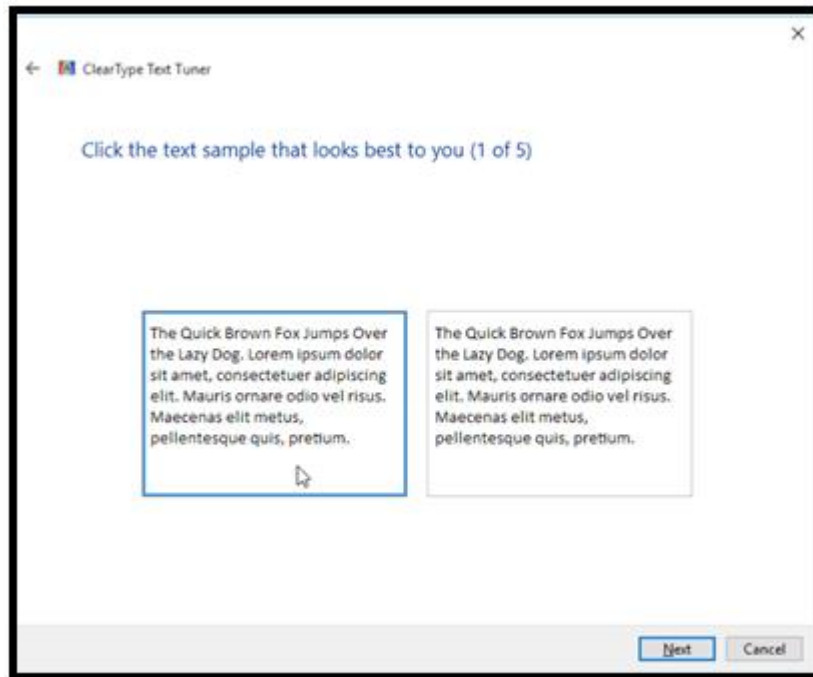 ClearType Text Tuner
Click the text sample that looks best to you (1 of 5)
The Quick Brown Fox Jumps Over
the Lazy Dog. Lorem ipsum dolor
sit amet, consectetuer adipiscing
elit. Mauris ornare odio vel risus.
Maecenas elit metus,
pellentesque quis, pretium.
The Quick Brown Fox Jumps Over
the Lazy Dog. Lorem ipsum dolor
sit amet, consectetuer adipiscing
elit. Mauris ornare odio vel risus.
Maecenas elit metus,
pellentesque quis, pretium.
Next
Cancel